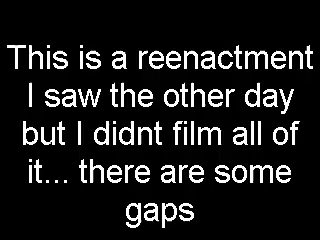 This is a reenactment
I saw the other day
but I didnt film all of
it... there are some
gaps